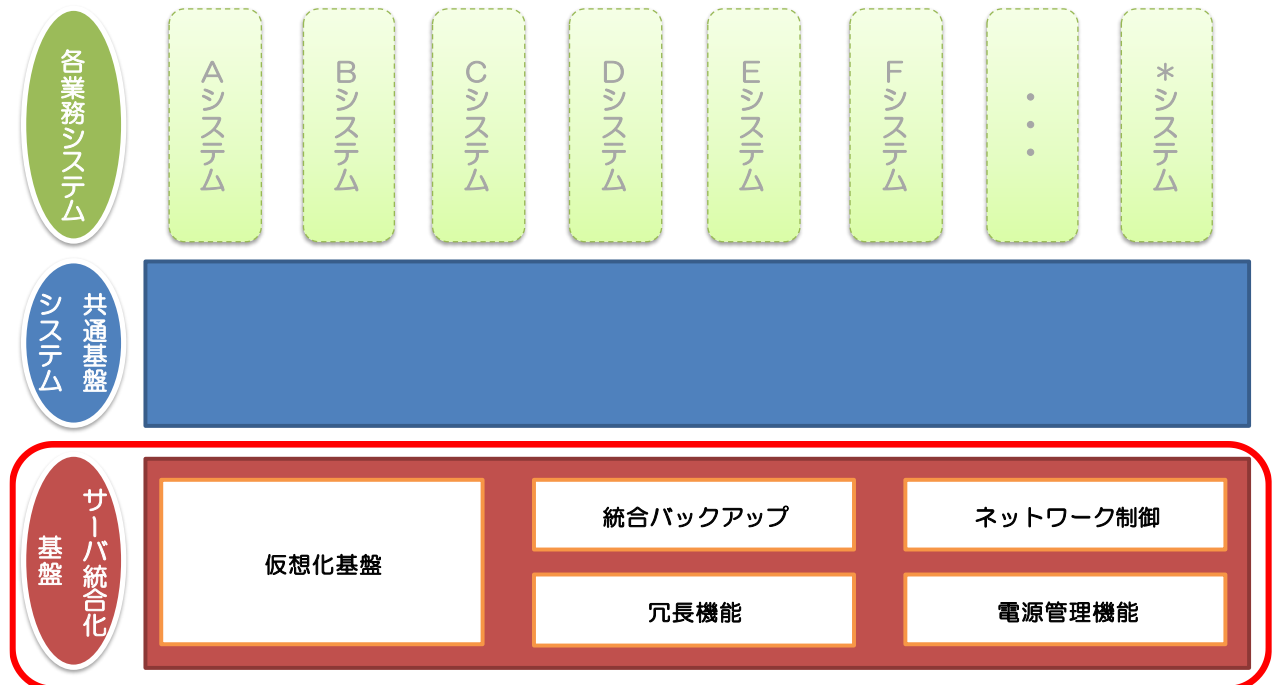 各業務システム
Aシステム
Bシステム
Cシステム
Dシステム
Eシステム
Fシステム
・・・
*システム
共通基盤
システム
サーバ統合化
基盤
仮想化基盤
統合バックアップ
ネットワーク制御
冗長機能
電源管理機能